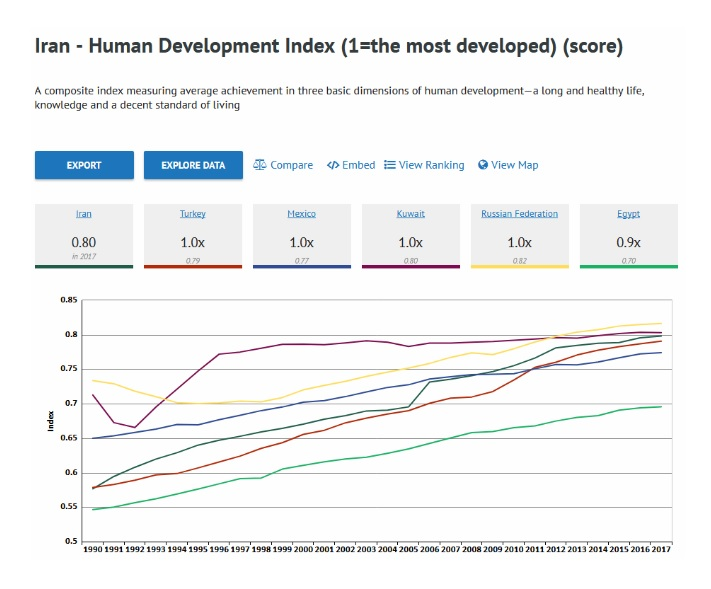 Iran - Human Development Index (1=the most developed) (score)
A composite index measuring average achievement in three basic dimensions of human development—a long and healthy life,
knowledge and a decent standard of living
EXPORT EXPLORE DATA Compare </> Embed View Ranking View Map
Iran Turkey Mexico Kuwait Russian Federation Egypt
0.80 1.0x 1.0x 1.0x 1.0x 0.9x
in 2017 0.79 0.77 0.80 0.82 0.70
0.85
0.8
0.75
0.7
0.65
0.6
0.55
0.5
Index
1990 1991 1992 1993 1994 1995 1996 1997 1998 1999 2000 2001 2002 2003 2004 2005 2006 2007 2008 2009 2010 2011 2012 2013 2014 2015 2016 2017